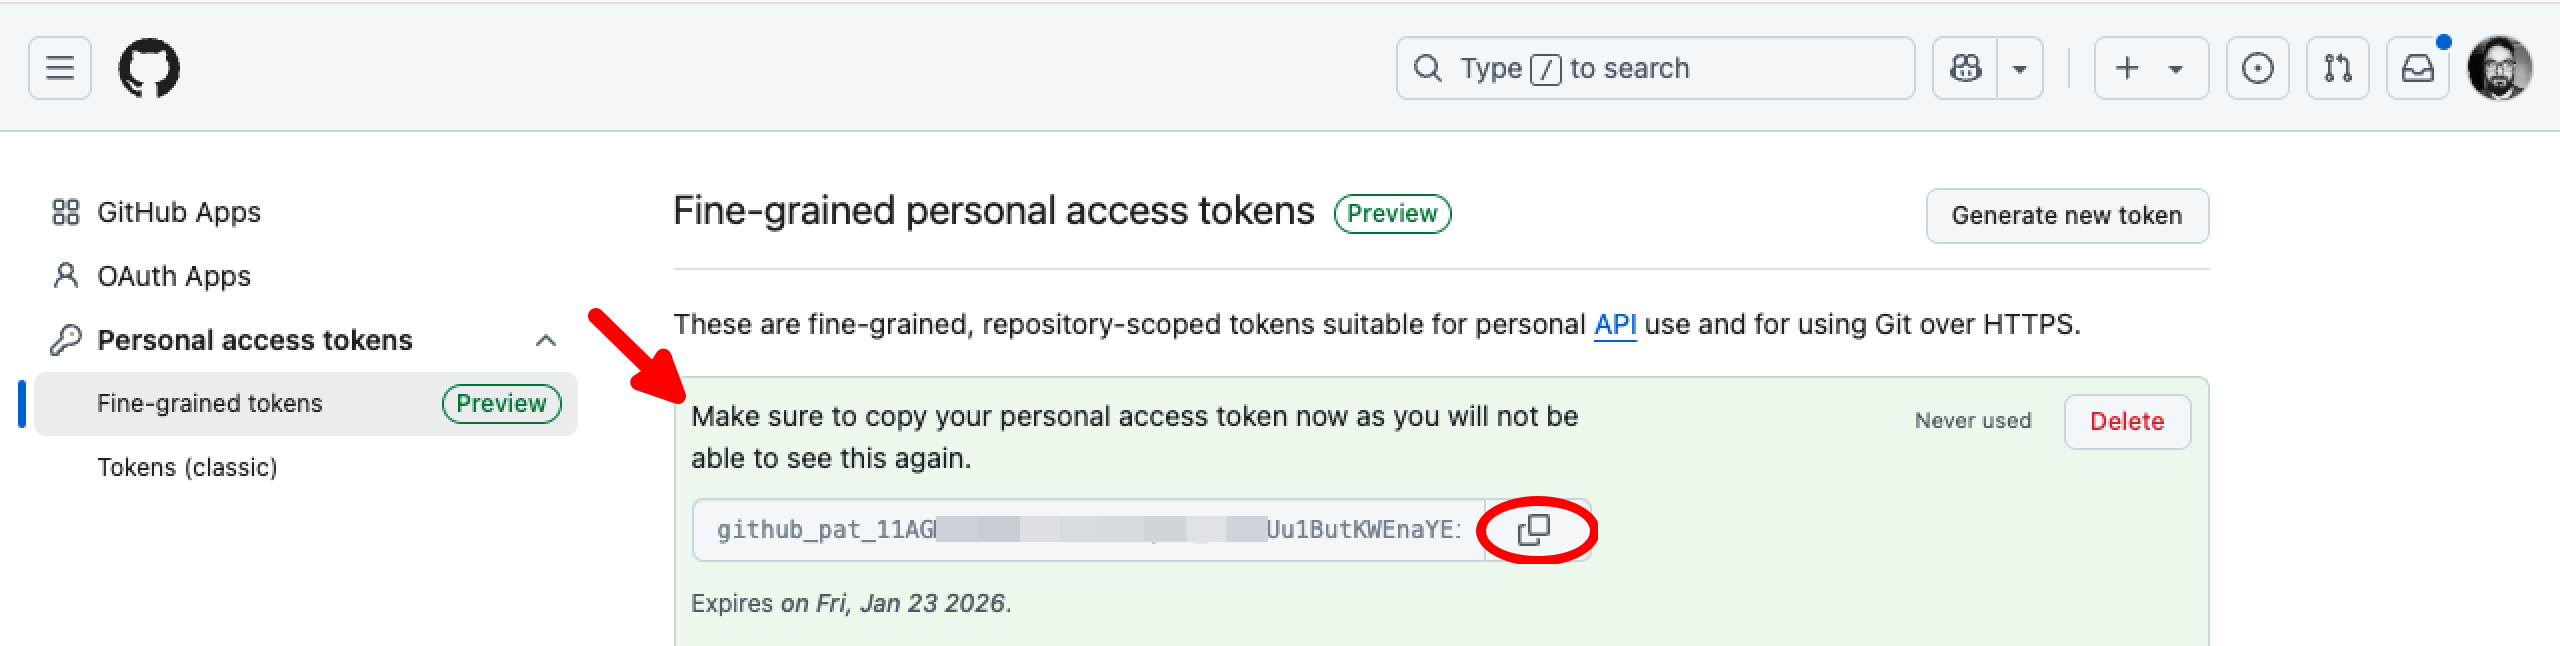 Type / to search
GitHub Apps
OAuth Apps
Personal access tokens
Fine-grained tokens Preview
Tokens (classic)
Fine-grained personal access tokens Preview
Generate new token
These are fine-grained, repository-scoped tokens suitable for personal API use and for using Git over HTTPS.
Make sure to copy your personal access token now as you will not be
able to see this again.
Never used
Delete
github_pat_11AG Uu1ButKWEnaYE
Expires on Fri, Jan 23 2026.